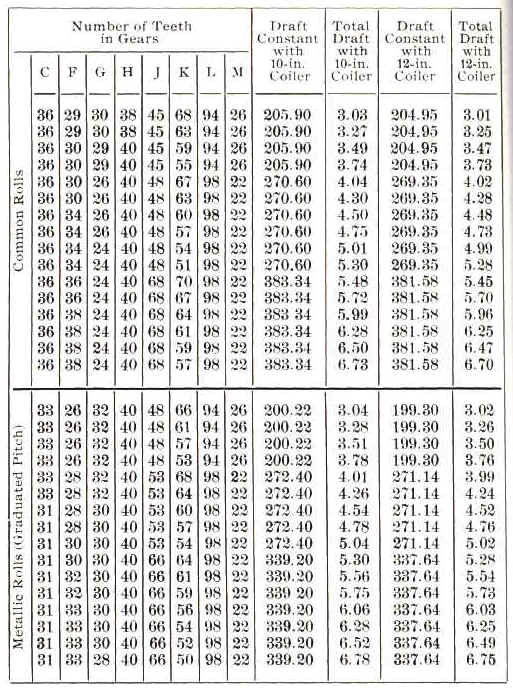 Number of Teeth in Gears | Draft Constant with 10-in. Coiler | Total Draft with 10-in. Coiler | Draft Constant with 12-in. Coiler | Total Draft with 12-in. Coiler
C F G H J K L M
Common Rolls
36 29 30 38 45 68 94 26 205.90 3.03 204.95 3.01
36 29 30 38 45 63 94 26 205.90 3.27 204.95 3.25
36 30 29 40 45 59 94 26 205.90 3.49 204.95 3.47
36 30 29 40 45 55 94 26 205.90 3.74 204.95 3.73
36 30 26 40 48 67 98 22 270.60 4.04 269.35 4.02
36 30 26 40 48 63 98 22 270.60 4.30 269.35 4.28
36 34 26 40 48 60 98 22 270.60 4.50 269.35 4.48
36 34 26 40 48 57 98 22 270.60 4.75 269.35 4.73
36 34 24 40 48 54 98 22 270.60 5.01 269.35 4.99
36 34 24 40 48 51 98 22 270.60 5.30 269.35 5.28
36 36 24 40 68 70 98 22 383.34 5.48 381.58 5.45
36 36 24 40 68 67 98 22 383.34 5.72 381.58 5.70
36 38 24 40 68 64 98 22 383 34 5.99 381.58 5.96
36 38 24 40 68 61 98 22 383.34 6.28 381.58 6.25
36 38 24 40 68 59 98 22 383.34 6.50 381.58 6.47
36 38 24 40 68 57 98 22 383.34 6.73 381.58 6.70
Metallic Rolls (Graduated Pitch)
33 26 32 40 48 66 94 26 200.22 3.04 199.30 3.02
33 26 32 40 48 61 94 26 200.22 3.28 199.30 3.26
33 26 32 40 48 57 94 26 200.22 3.51 199.30 3.50
33 26 32 40 48 53 94 26 200.22 3.78 199.30 3.76
33 28 32 40 53 68 98 22 272.40 4.01 271.14 3.99
33 28 32 40 53 64 98 22 272.40 4.26 271.14 4.24
31 28 30 40 53 60 98 22 272 40 4.54 271.14 4.52
31 28 30 40 53 57 98 22 272 40 4.78 271.14 4.76
31 30 30 40 53 54 98 22 272.40 5.04 271.14 5.02
31 30 30 40 66 64 98 22 339.20 5.30 337.64 5.28
31 32 30 40 66 61 98 22 339.20 5.56 337.64 5.54
31 32 30 40 66 59 98 22 339 20 5.75 337.64 5.73
31 33 30 40 66 56 98 22 339.20 6.06 337.64 6.03
31 33 30 40 66 54 98 22 339.20 6.28 337.64 6.25
31 33 30 40 66 52 98 22 339.20 6.52 337.64 6.49
31 33 28 40 66 50 98 22 339.20 6.78 337.64 6.75